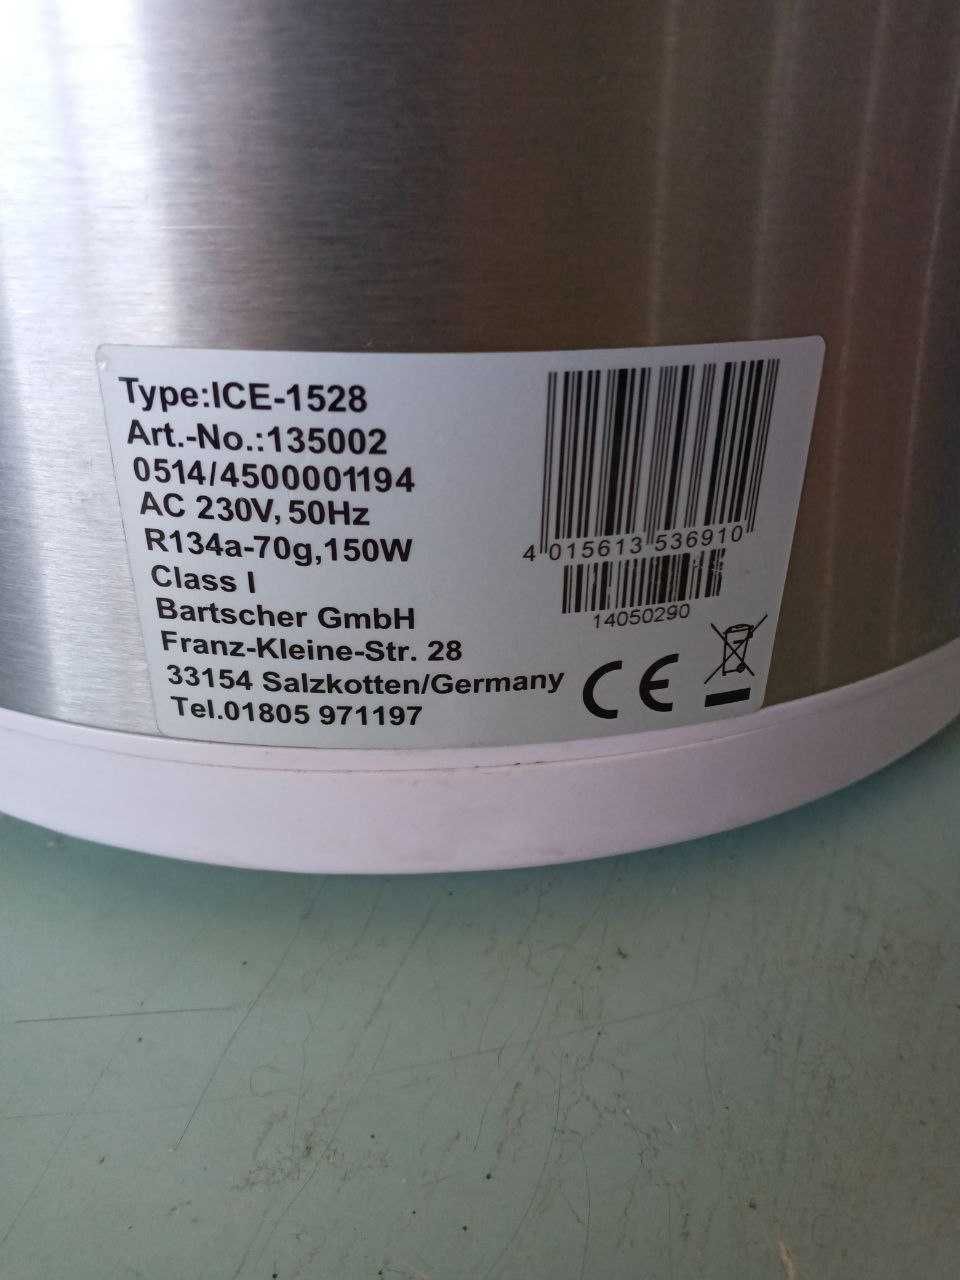 Type:ICE-1528
Art.-No.:135002
0514/4500001194
AC 230V, 50Hz
R134a-70g,150W
Class I
Bartscher GmbH
Franz-Kleine-Str. 28
33154 Salzkotten/Germany
Tel.01805 971197
4 015613 536910
14050290
CE